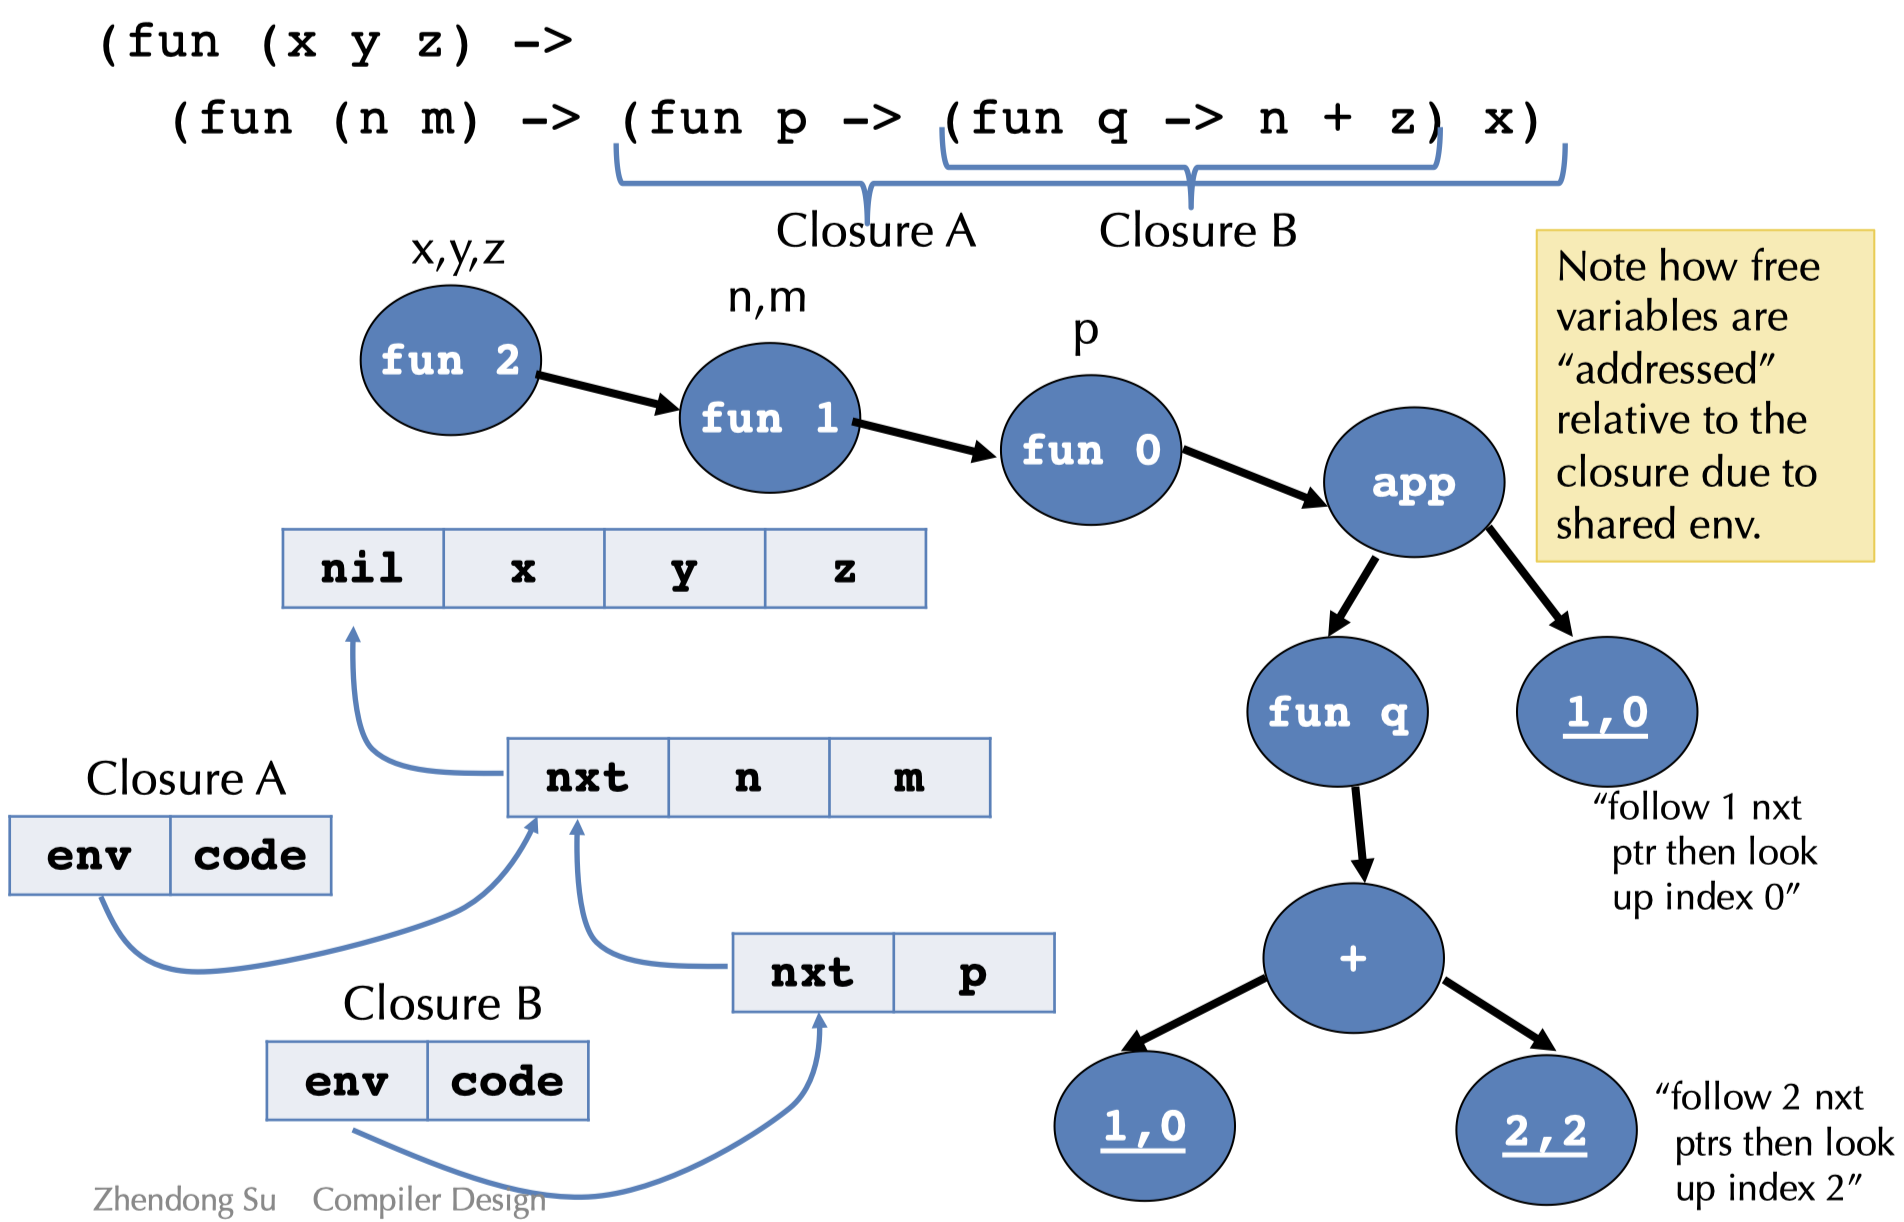 (fun (x y z) ->
(fun (n m) -> (fun p -> (fun q -> n + z) x)
Closure A
Closure B
x,y,z
n,m
p
fun 2
fun 1
fun 0
app
Note how free
variables are
“addressed”
relative to the
closure due to
shared env.
nil x y z
fun q
1,0
“follow 1 nxt
ptr then look
up index 0”
nxt n m
Closure A
env code
+
nxt p
Closure B
env code
1,0
2,2
“follow 2 nxt
ptrs then look
up index 2”
Zhendong Su Compiler Design